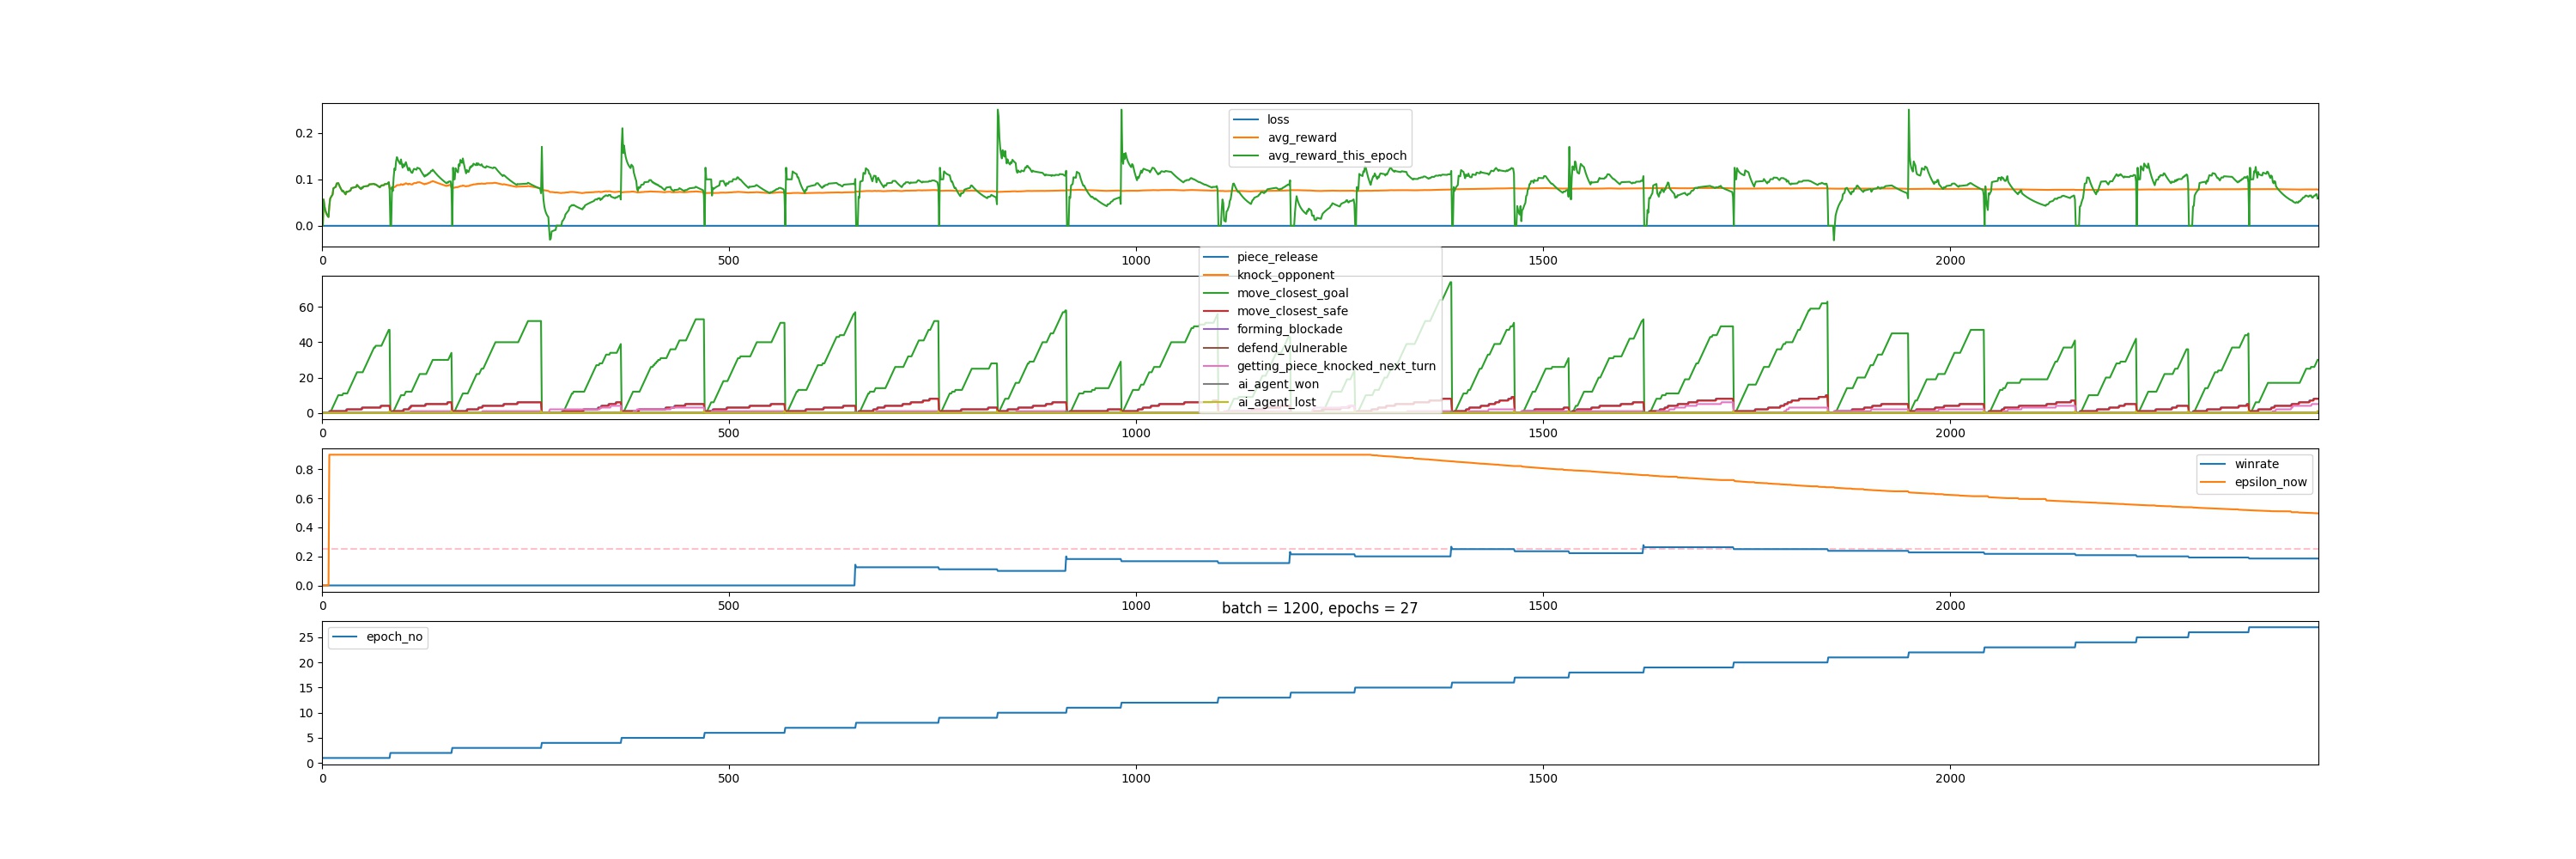 0.2
0.1
0.0
loss
avg_reward
avg_reward_this_epoch
0 500 1000 1500 2000
60
40
20
0
piece_release
knock_opponent
move_closest_goal
move_closest_safe
forming_blockade
defend_vulnerable
getting_piece_knocked_next_turn
ai_agent_won
ai_agent_lost
0 500 1000 1500 2000
0.8
0.6
0.4
0.2
0.0
winrate
epsilon_now
0 500 1000 1500 2000
batch = 1200, epochs = 27
25
20
15
10
5
0
epoch_no
0 500 1000 1500 2000